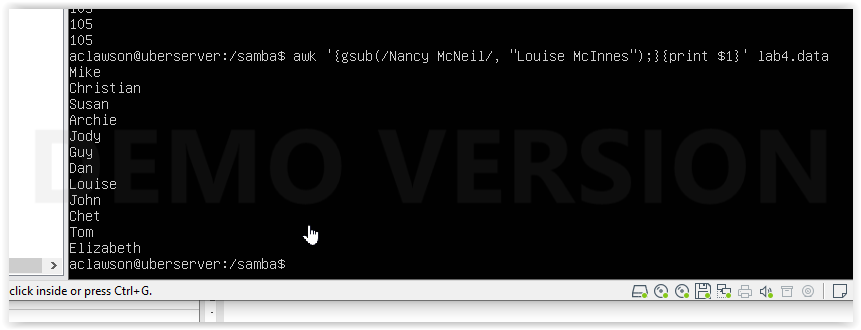 105
105
105
aclawson@uberserver:/samba$ awk '{gsub(/Nancy McNeil/, "Louise McInnes");}{print $1}' lab4.data
Mike
Christian
Susan
Archie
Jody
Guy
Dan
Louise
John
Chet
Tom
Elizabeth
aclawson@uberserver:/samba$
DEMO VERSION
click inside or press Ctrl+G.